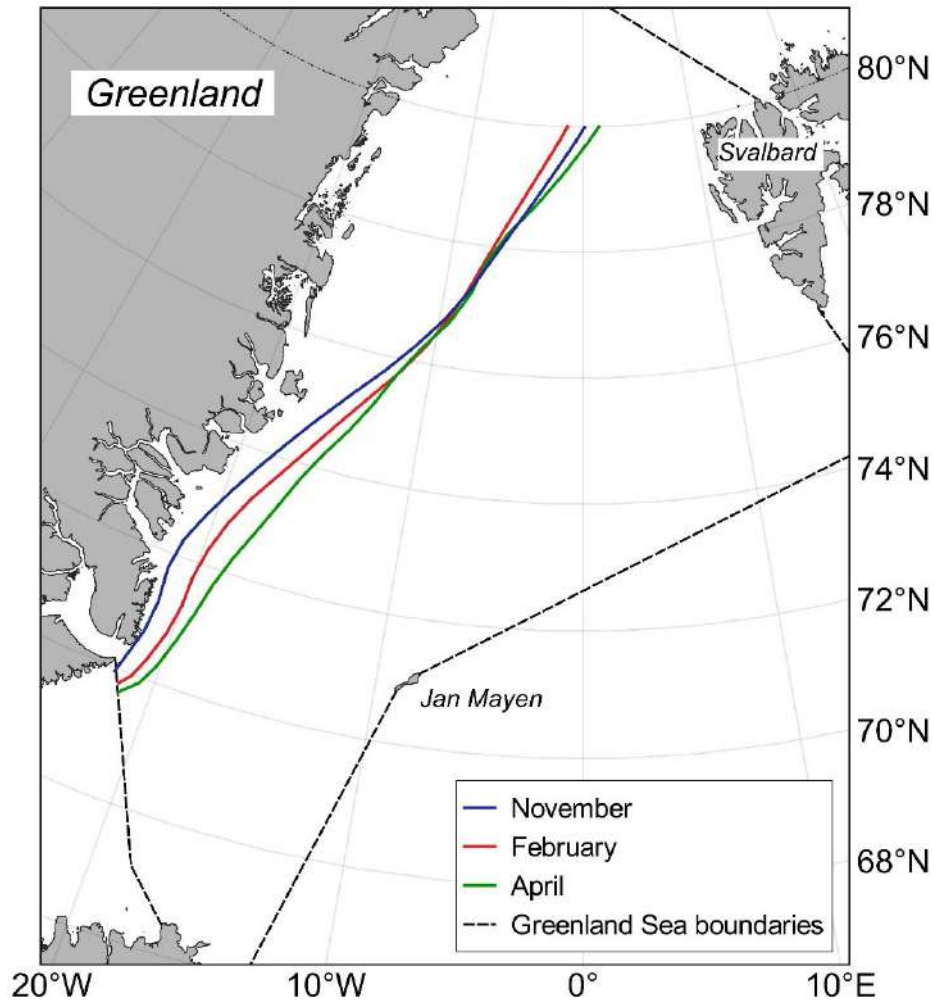 Greenland
80°N
Svalbard
78°N
76°N
74°N
72°N
Jan Mayen
70°N
November
February
68°N
April
Greenland Sea boundaries
20°W
10°W
0°
10°E